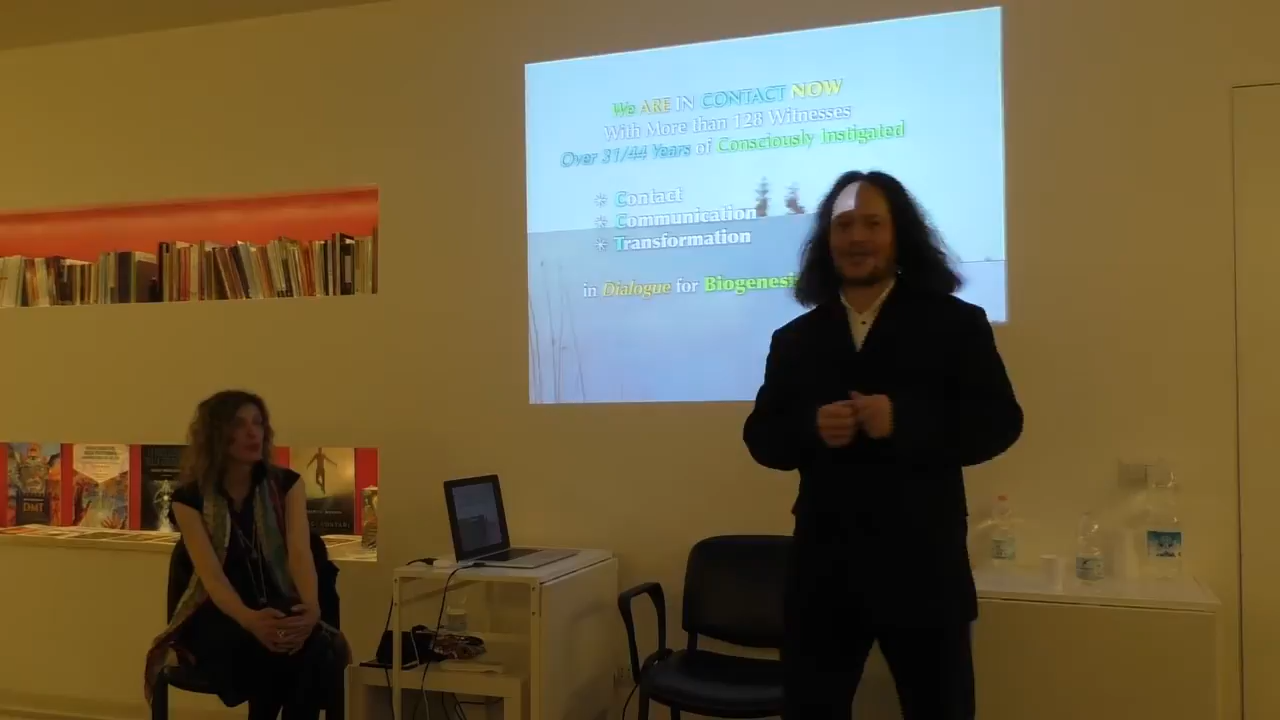 We ARE IN CONTACT NOW
With More than 128 Witnesses
Over 31/44 Years of Consciously Instigated
* Contact
* Communication
* Transformation
in Dialogue for Biogenesi
DMT